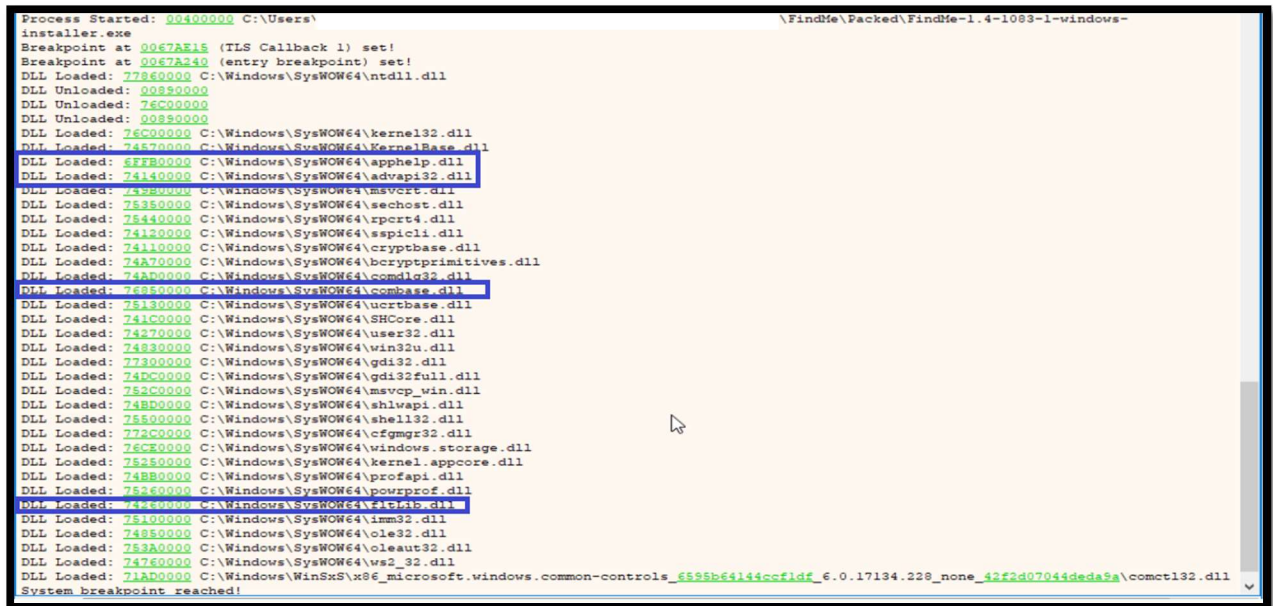 Process Started: 00400000 C:\Users\ \FindMe\Packed\FindMe-1.4-1083-1-windows-
installer.exe
Breakpoint at 0067AE15 (TLS Callback 1) set!
Breakpoint at 0067A240 (entry breakpoint) set!
DLL Loaded: 77860000 C:\Windows\SysWOW64\ntdll.dll
DLL Unloaded: 00890000
DLL Unloaded: 76C00000
DLL Unloaded: 00890000
DLL Loaded: 76C00000 C:\Windows\SysWOW64\kernel32.dll
DLL Loaded: 74570000 C:\Windows\SysWOW64\KernelBase.dll
DLL Loaded: 6FFB0000 C:\Windows\SysWOW64\apphelp.dll
DLL Loaded: 74140000 C:\Windows\SysWOW64\advapi32.dll
DLL Loaded: 749B0000 C:\Windows\SysWOW64\msvcrt.dll
DLL Loaded: 75350000 C:\Windows\SysWOW64\sechost.dll
DLL Loaded: 75440000 C:\Windows\SysWOW64\rpcrt4.dll
DLL Loaded: 74120000 C:\Windows\SysWOW64\sspicli.dll
DLL Loaded: 74110000 C:\Windows\SysWOW64\cryptbase.dll
DLL Loaded: 74A70000 C:\Windows\SysWOW64\bcryptprimitives.dll
DLL Loaded: 74AD0000 C:\Windows\SysWOW64\comdlg32.dll
DLL Loaded: 76850000 C:\Windows\SysWOW64\combase.dll
DLL Loaded: 75130000 C:\Windows\SysWOW64\ucrtbase.dll
DLL Loaded: 741C0000 C:\Windows\SysWOW64\SHCore.dll
DLL Loaded: 74270000 C:\Windows\SysWOW64\user32.dll
DLL Loaded: 74830000 C:\Windows\SysWOW64\win32u.dll
DLL Loaded: 77300000 C:\Windows\SysWOW64\gdi32.dll
DLL Loaded: 74DC0000 C:\Windows\SysWOW64\gdi32full.dll
DLL Loaded: 752C0000 C:\Windows\SysWOW64\msvcp_win.dll
DLL Loaded: 74BD0000 C:\Windows\SysWOW64\shlwapi.dll
DLL Loaded: 75500000 C:\Windows\SysWOW64\shell32.dll
DLL Loaded: 772C0000 C:\Windows\SysWOW64\cfgmgr32.dll
DLL Loaded: 76CE0000 C:\Windows\SysWOW64\windows.storage.dll
DLL Loaded: 75250000 C:\Windows\SysWOW64\kernel.appcore.dll
DLL Loaded: 74BB0000 C:\Windows\SysWOW64\profapi.dll
DLL Loaded: 75260000 C:\Windows\SysWOW64\powrprof.dll
DLL Loaded: 74260000 C:\Windows\SysWOW64\fltLib.dll
DLL Loaded: 75100000 C:\Windows\SysWOW64\imm32.dll
DLL Loaded: 74850000 C:\Windows\SysWOW64\ole32.dll
DLL Loaded: 753A0000 C:\Windows\SysWOW64\oleaut32.dll
DLL Loaded: 74760000 C:\Windows\SysWOW64\ws2_32.dll
DLL Loaded: 71AD0000 C:\Windows\WinSxS\x86_microsoft.windows.common-controls_6595b64144ccf1df_6.0.17134.228_none_42f2d07044deda9a\comctl32.dll
System breakpoint reached!